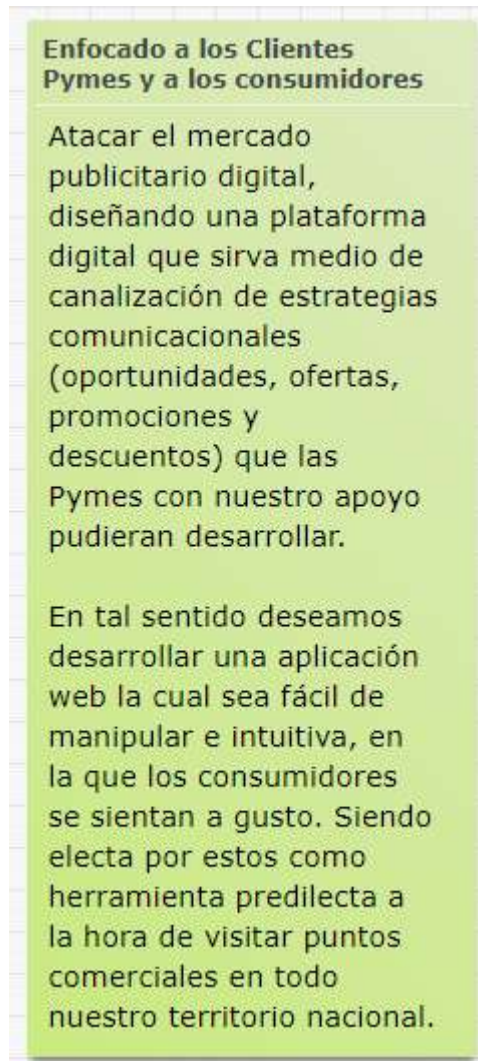 Enfocado a los Clientes
Pymes y a los consumidores
Atacar el mercado
publicitario digital,
diseñando una plataforma
digital que sirva medio de
canalización de estrategias
comunicacionales
(oportunidades, ofertas,
promociones y
descuentos) que las
Pymes con nuestro apoyo
pudieran desarrollar.
En tal sentido deseamos
desarrollar una aplicación
web la cual sea fácil de
manipular e intuitiva, en
la que los consumidores
se sientan a gusto. Siendo
electa por estos como
herramienta predilecta a
la hora de visitar puntos
comerciales en todo
nuestro territorio nacional.